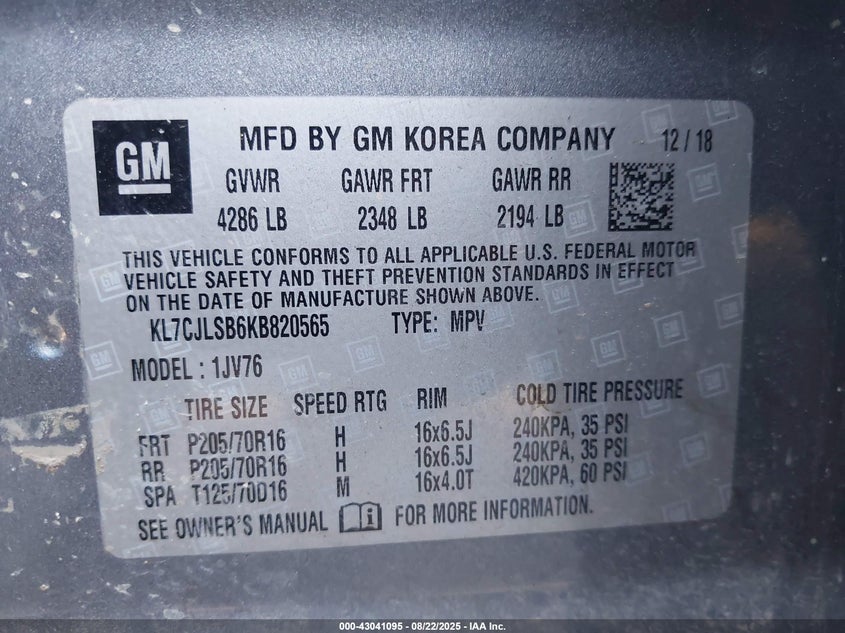 GM
MFD BY GM KOREA COMPANY 12 / 18
GVWR GAWR FRT GAWR RR
4286 LB 2348 LB 2194 LB
THIS VEHICLE CONFORMS TO ALL APPLICABLE U.S. FEDERAL MOTOR
VEHICLE SAFETY AND THEFT PREVENTION STANDARDS IN EFFECT
ON THE DATE OF MANUFACTURE SHOWN ABOVE.
KL7CJLSB6KB820565 TYPE: MPV
MODEL : 1JV76
TIRE SIZE SPEED RTG RIM COLD TIRE PRESSURE
FRT P205/70R16 H 16x6.5J 240KPA, 35 PSI
RR P205/70R16 H 16x6.5J 240KPA, 35 PSI
SPA T125/70D16 M 16x4.0T 420KPA, 60 PSI
SEE OWNER'S MANUAL FOR MORE INFORMATION.
000-43041095 - 08/22/2025 - IAA Inc.